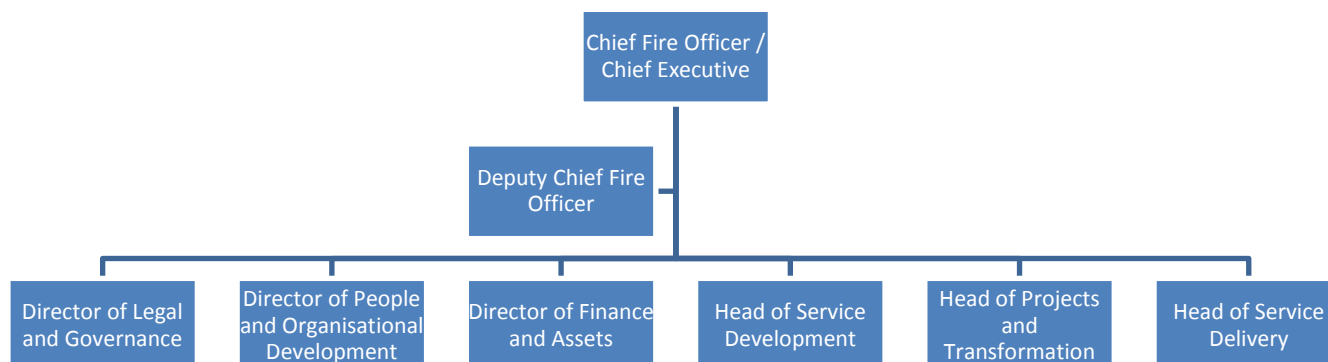 Chief Fire Officer /
Chief Executive
Deputy Chief Fire
Officer
Director of Legal
and Governance
Director of People
and Organisational
Development
Director of Finance
and Assets
Head of Service
Development
Head of Projects
and
Transformation
Head of Service
Delivery